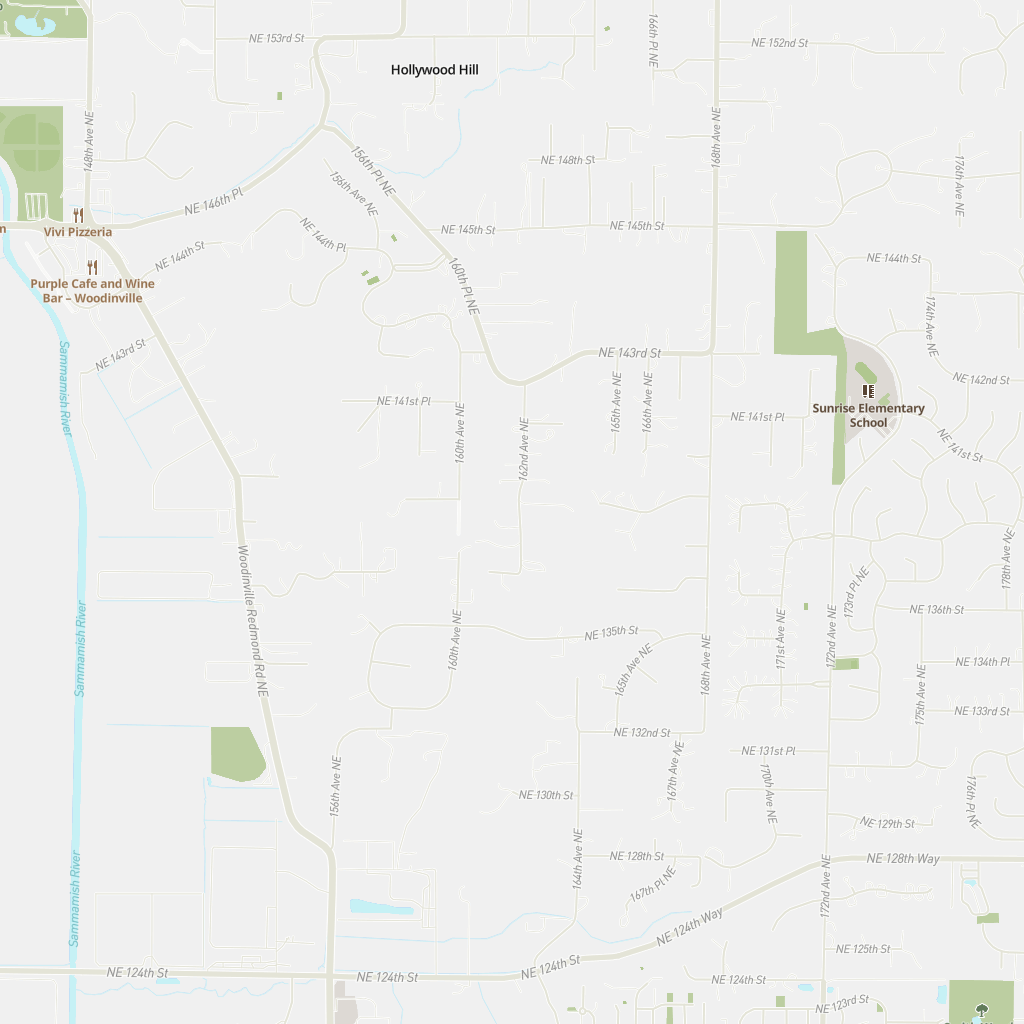 NE 153rd St
166th Pl NE
NE 152nd St
Hollywood Hill
148th Ave NE
168th Ave NE
156th Pl NE
NE 148th St
176th Ave NE
156th Ave NE
NE 146th Pl
Vivi Pizzeria
NE 144th Pl
NE 145th St
NE 145th St
NE 144th St
NE 144th St
160th Pl NE
Purple Cafe and Wine
Bar – Woodinville
174th Ave NE
NE 143rd St
NE 143rd St
Sammamish River
NE 142nd St
165th Ave NE
166th Ave NE
NE 141st Pl
NE 141st Pl
Sunrise Elementary
School
160th Ave NE
162nd Ave NE
NE 141st St
178th Ave NE
Woodinville Redmond Rd NE
173rd Pl NE
NE 136th St
Sammamish River
160th Ave NE
NE 135th St
165th Ave NE
168th Ave NE
171st Ave NE
172nd Ave NE
NE 134th Pl
175th Ave NE
NE 133rd St
NE 132nd St
NE 131st Pl
156th Ave NE
167th Ave NE
170th Ave NE
176th Pl NE
NE 130th St
NE 129th St
164th Ave NE
NE 128th St
NE 128th Way
167th Pl NE
172nd Ave NE
Sammamish River
NE 124th Way
NE 125th St
NE 124th St
NE 124th St
NE 124th St
NE 124th St
NE 123rd St